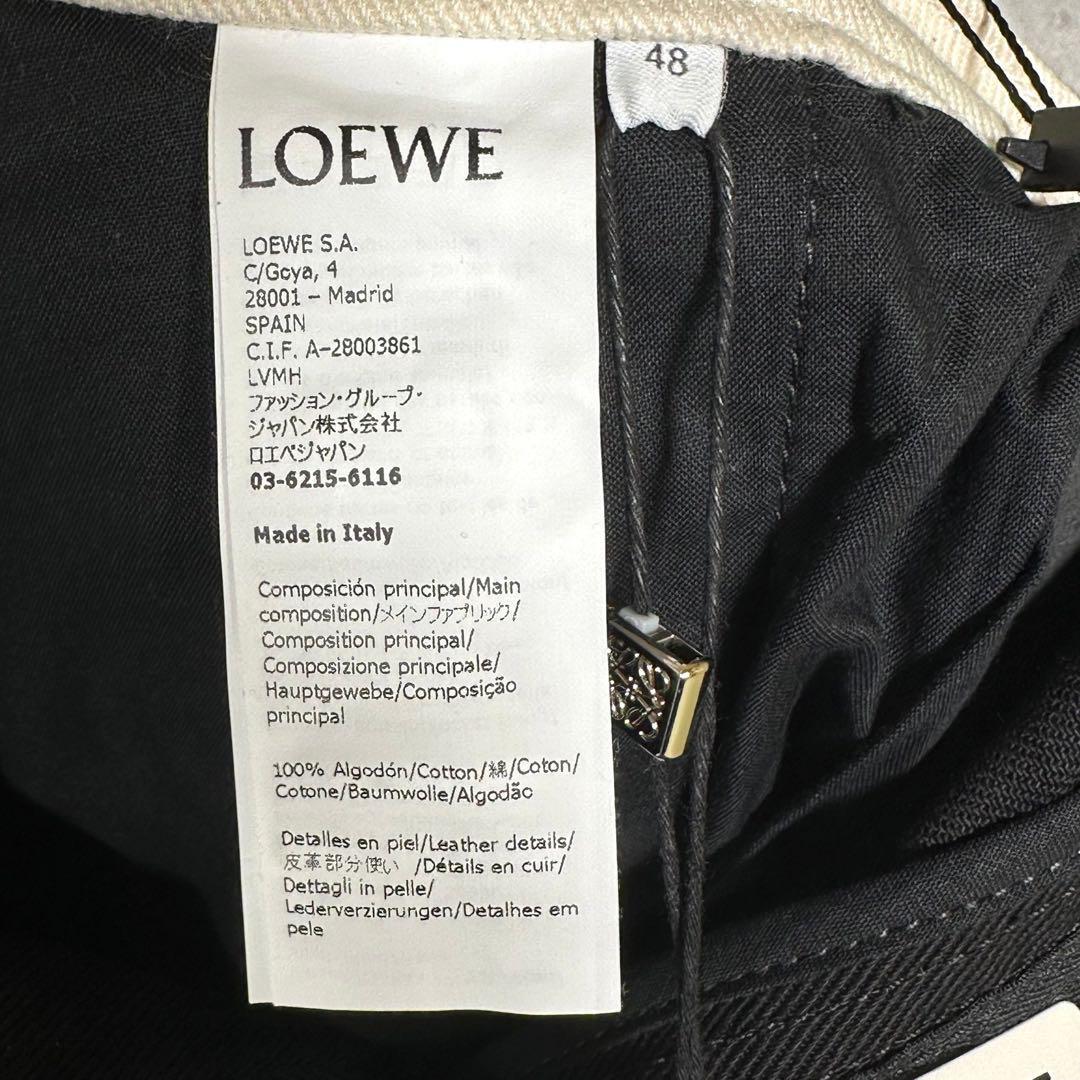 48
LOEWE
LOEWE S.A.
C/Goya, 4
28001 – Madrid
SPAIN
C.I.F. A-28003861
LVMH
ファッション・グループ・
ジャパン株式会社
ロエベジャパン
03-6215-6116
Made in Italy
Composición principal/Main
composition/メインファブリック/
Composition principal/
Composizione principale/
Hauptgewebe/Composição
principal
100% Algodón/Cotton/綿/Coton/
Cotone/Baumwolle/Algodão
Detalles en piel/Leather details/
皮革部分使い /Détails en cuir/
Dettagli in pelle/
Lederverzierungen/Detalhes em
pele